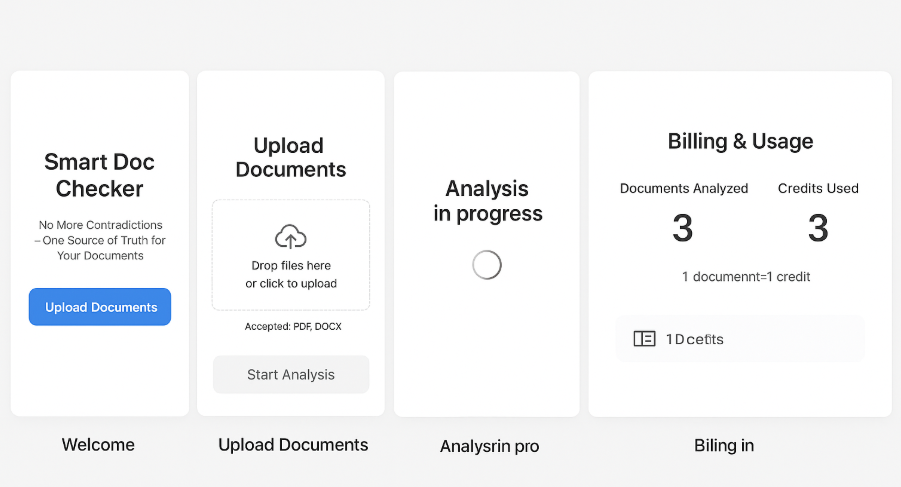 Smart Doc
Checker
No More Contradictions
– One Source of Truth for
Your Documents
Upload Documents
Welcome
Upload
Documents
Drop files here
or click to upload
Accepted: PDF, DOCX
Start Analysis
Upload Documents
Analysis
in progress
Analysrin pro
Billing & Usage
Documents Analyzed
3
Credits Used
3
1 documennt=1 credit
1 D cefits
Biling in